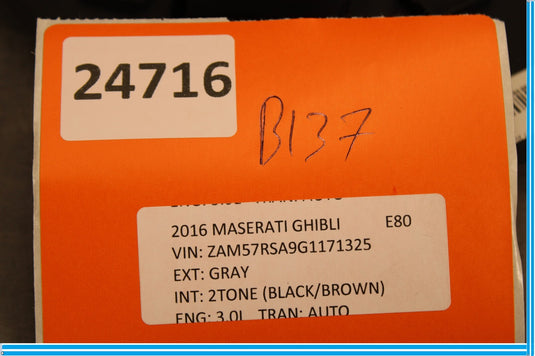 24716
B137
2016 MASERATI GHIBLI E80
VIN: ZAM57RSA9G1171325
EXT: GRAY
INT: 2TONE (BLACK/BROWN)
ENG: 3.0L TRAN: AUTO